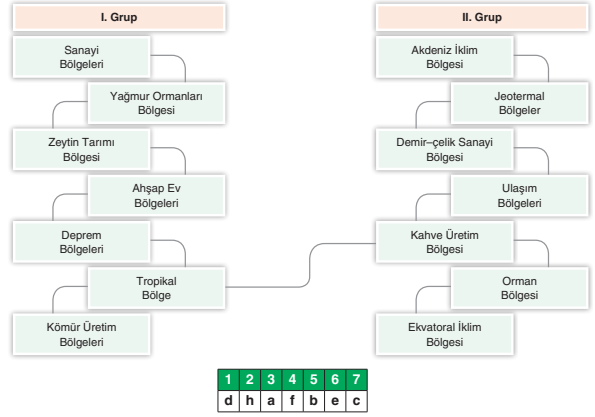 I. Grup
Sanayi
Bölgeleri
Yağmur Ormanları
Bölgesi
Zeytin Tarımı
Bölgesi
Ahşap Ev
Bölgeleri
Deprem
Bölgeleri
Tropikal
Bölge
Kömür Üretim
Bölgeleri
II. Grup
Akdeniz İklim
Bölgesi
Jeotermal
Bölgeler
Demir–çelik Sanayi
Bölgesi
Ulaşım
Bölgeleri
Kahve Üretim
Bölgesi
Orman
Bölgesi
Ekvatoral İklim
Bölgesi
1 2 3 4 5 6 7
d h a f b e c